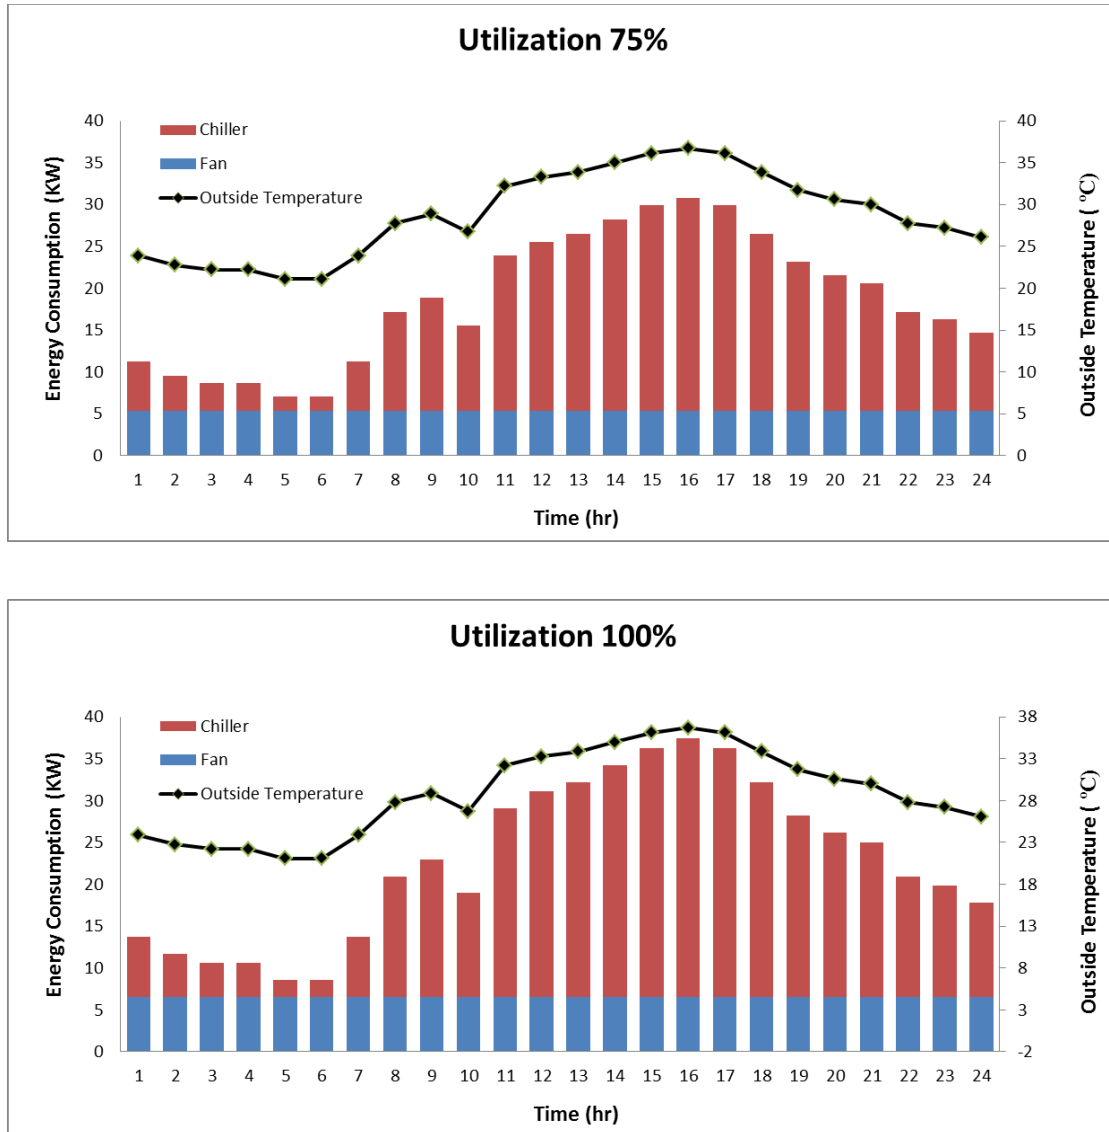 Utilization 75%
Energy Consumption (KW)
40
35
30
25
20
15
10
5
0
Chiller
Fan
Outside Temperature
40
35
30
25
20
15
10
5
0
Outside Temperature ( °C)
1 2 3 4 5 6 7 8 9 10 11 12 13 14 15 16 17 18 19 20 21 22 23 24
Time (hr)
Utilization 100%
Energy Consumption (KW)
40
35
30
25
20
15
10
5
0
Chiller
Fan
Outside Temperature
38
33
28
23
18
13
8
3
-2
Outside Temperature ( °C)
1 2 3 4 5 6 7 8 9 10 11 12 13 14 15 16 17 18 19 20 21 22 23 24
Time (hr)